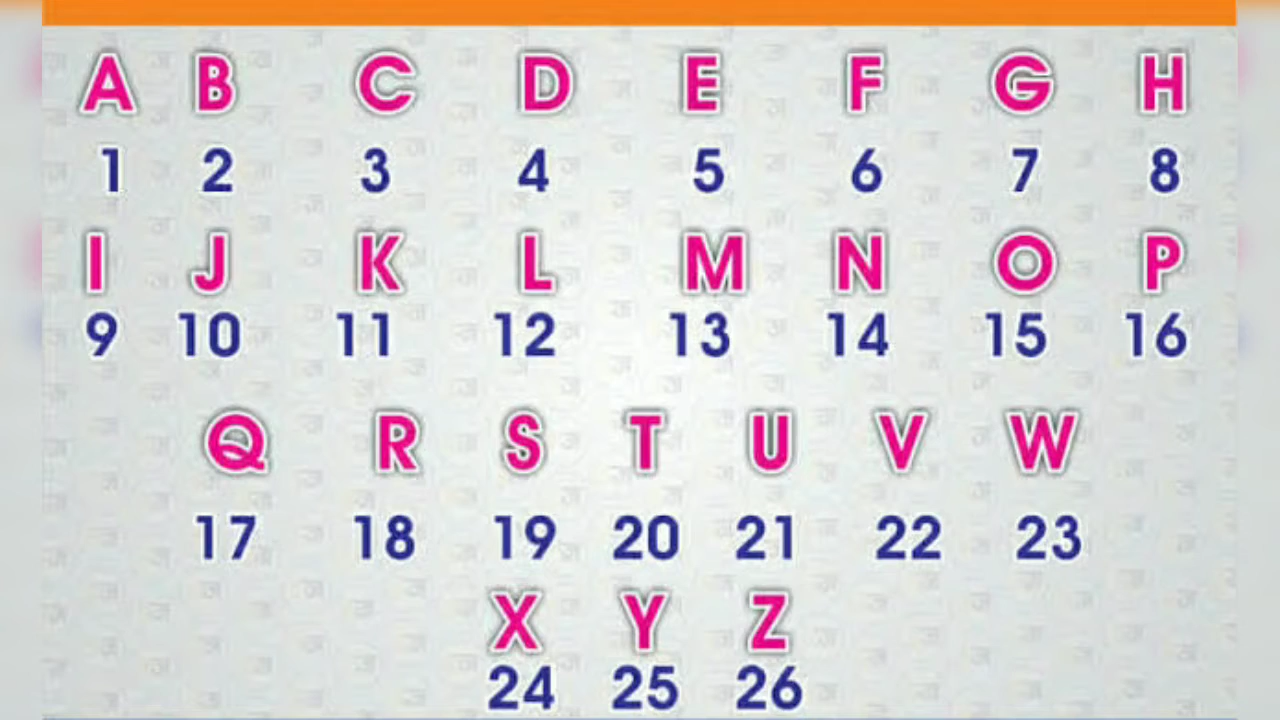 A B C D E F G H
1 2 3 4 5 6 7 8
I J K L M N O P
9 10 11 12 13 14 15 16
Q R S T U V W
17 18 19 20 21 22 23
X Y Z
24 25 26